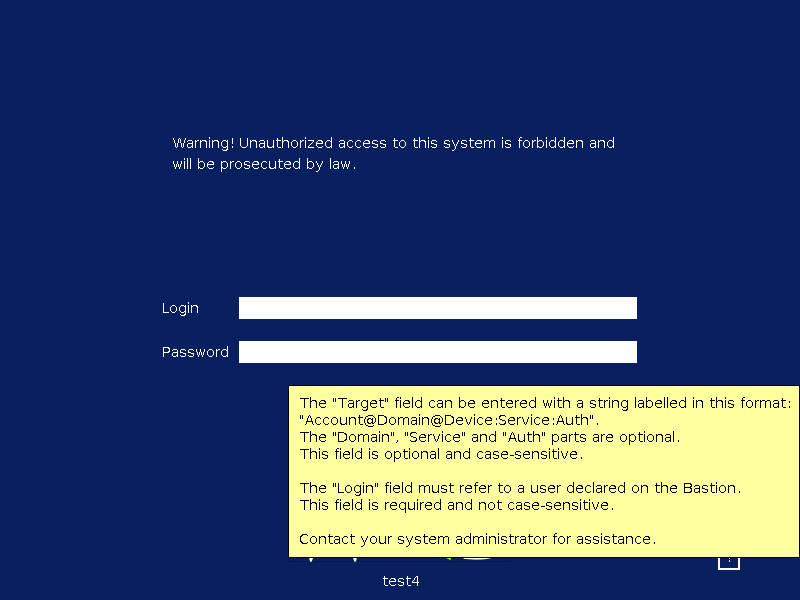 Warning! Unauthorized access to this system is forbidden and
will be prosecuted by law.
Login
Password
The "Target" field can be entered with a string labelled in this format:
"Account@Domain@Device:Service:Auth".
The "Domain", "Service" and "Auth" parts are optional.
This field is optional and case-sensitive.
The "Login" field must refer to a user declared on the Bastion.
This field is required and not case-sensitive.
Contact your system administrator for assistance.
test4